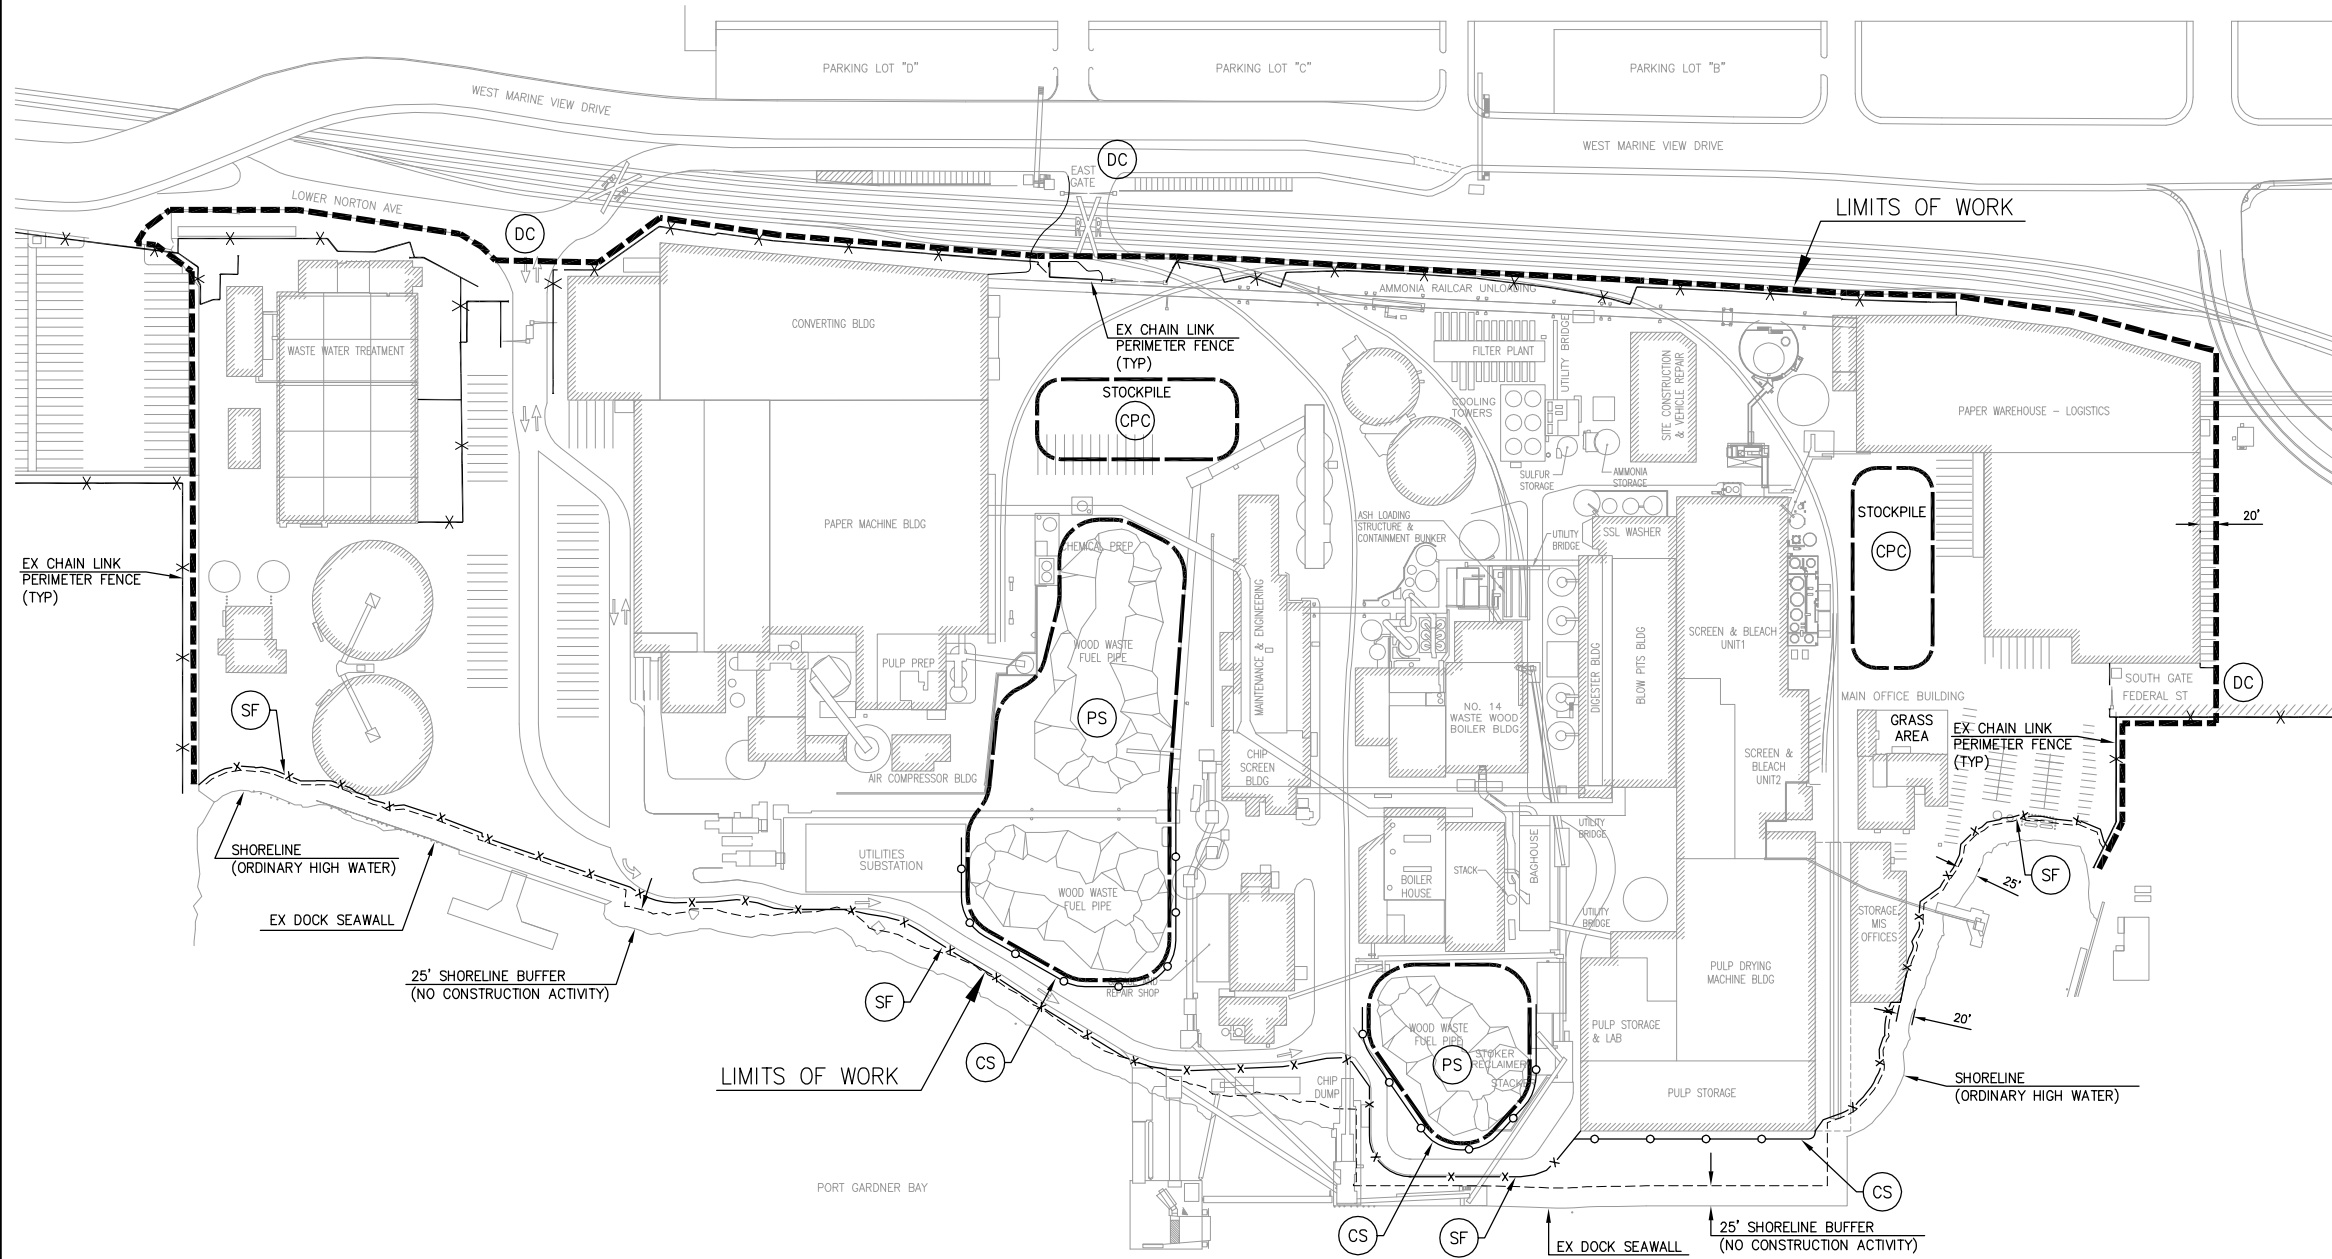 PARKING LOT "D"
PARKING LOT "C"
PARKING LOT "B"
WEST MARINE VIEW DRIVE
WEST MARINE VIEW DRIVE
DC
EAST
GATE
LOWER NORTON AVE
DC
LIMITS OF WORK
AMMONIA RAILCAR UNLOADING
EX CHAIN LINK
PERIMETER FENCE
(TYP)
CONVERTING BLDG
WASTE WATER TREATMENT
FILTER PLANT
UTILITY BRIDGE
SITE CONSTRUCTION
& VEHICLE REPAIR
PAPER WAREHOUSE - LOGISTICS
STOCKPILE
CPC
COOLING
TOWERS
SULFUR
STORAGE
AMMONIA
STORAGE
STOCKPILE
CPC
20'
PAPER MACHINE BLDG
ASH LOADING
STRUCTURE &
CONTAINMENT BUNKER
UTILITY
BRIDGE
SSL WASHER
CHEMICAL PREP
EX CHAIN LINK
PERIMETER FENCE
(TYP)
WOOD WASTE
FUEL PIPE
PULP PREP
MAINTENANCE & ENGINEERING
DIGESTER BLDG
BLOW PITS BLDG
SCREEN & BLEACH
UNIT1
SOUTH GATE
FEDERAL ST
DC
MAIN OFFICE BUILDING
SF
PS
NO. 14
WASTE WOOD
BOILER BLDG
GRASS
AREA
EX CHAIN LINK
PERIMETER FENCE
(TYP)
CHIP
SCREEN
BLDG
SCREEN &
BLEACH
UNIT2
AIR COMPRESSOR BLDG
SHORELINE
(ORDINARY HIGH WATER)
UTILITIES
SUBSTATION
UTILITY
BRIDGE
BAGHOUSE
STACK
BOILER
HOUSE
WOOD WASTE
FUEL PIPE
SF
25'
EX DOCK SEAWALL
UTILITY
BRIDGE
STORAGE,
MIS
OFFICES
25' SHORELINE BUFFER
(NO CONSTRUCTION ACTIVITY)
SF
REPAIR SHOP
PULP DRYING
MACHINE BLDG
CS
WOOD WASTE
FUEL PIPE
PULP STORAGE
& LAB
20'
LIMITS OF WORK
PS
STOKER
RECLAIMER
STACKER
CHIP
DUMP
PULP STORAGE
SHORELINE
(ORDINARY HIGH WATER)
PORT GARDNER BAY
CS
CS
SF
EX DOCK SEAWALL
25' SHORELINE BUFFER
(NO CONSTRUCTION ACTIVITY)